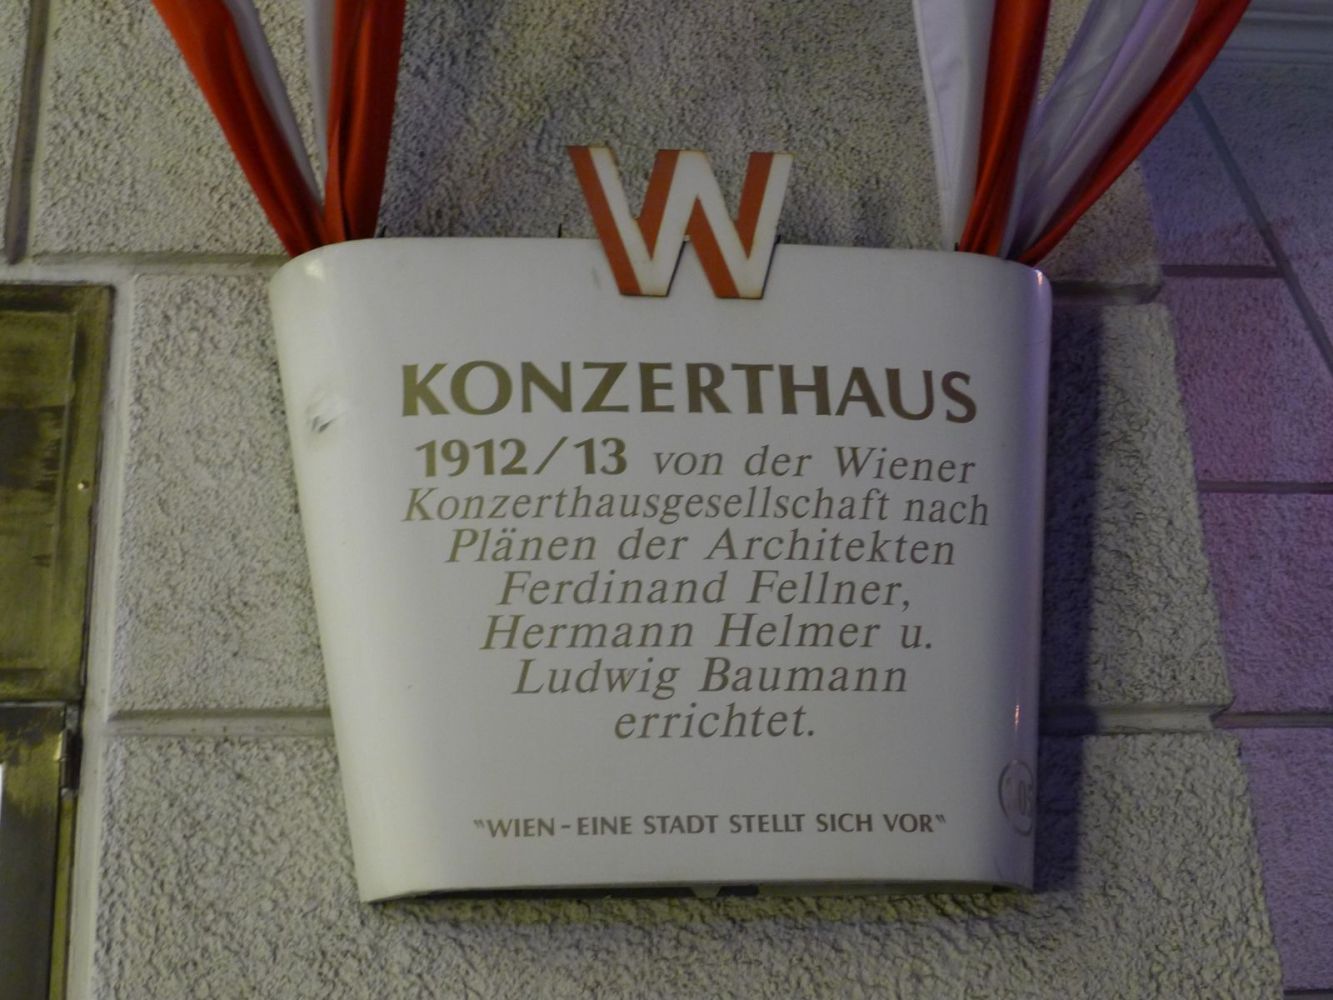 W
KONZERTHAUS
1912/13 von der Wiener
Konzerthausgesellschaft nach
Plänen der Architekten
Ferdinand Fellner,
Hermann Helmer u.
Ludwig Baumann
errichtet.
"WIEN - EINE STADT STELLT SICH VOR"